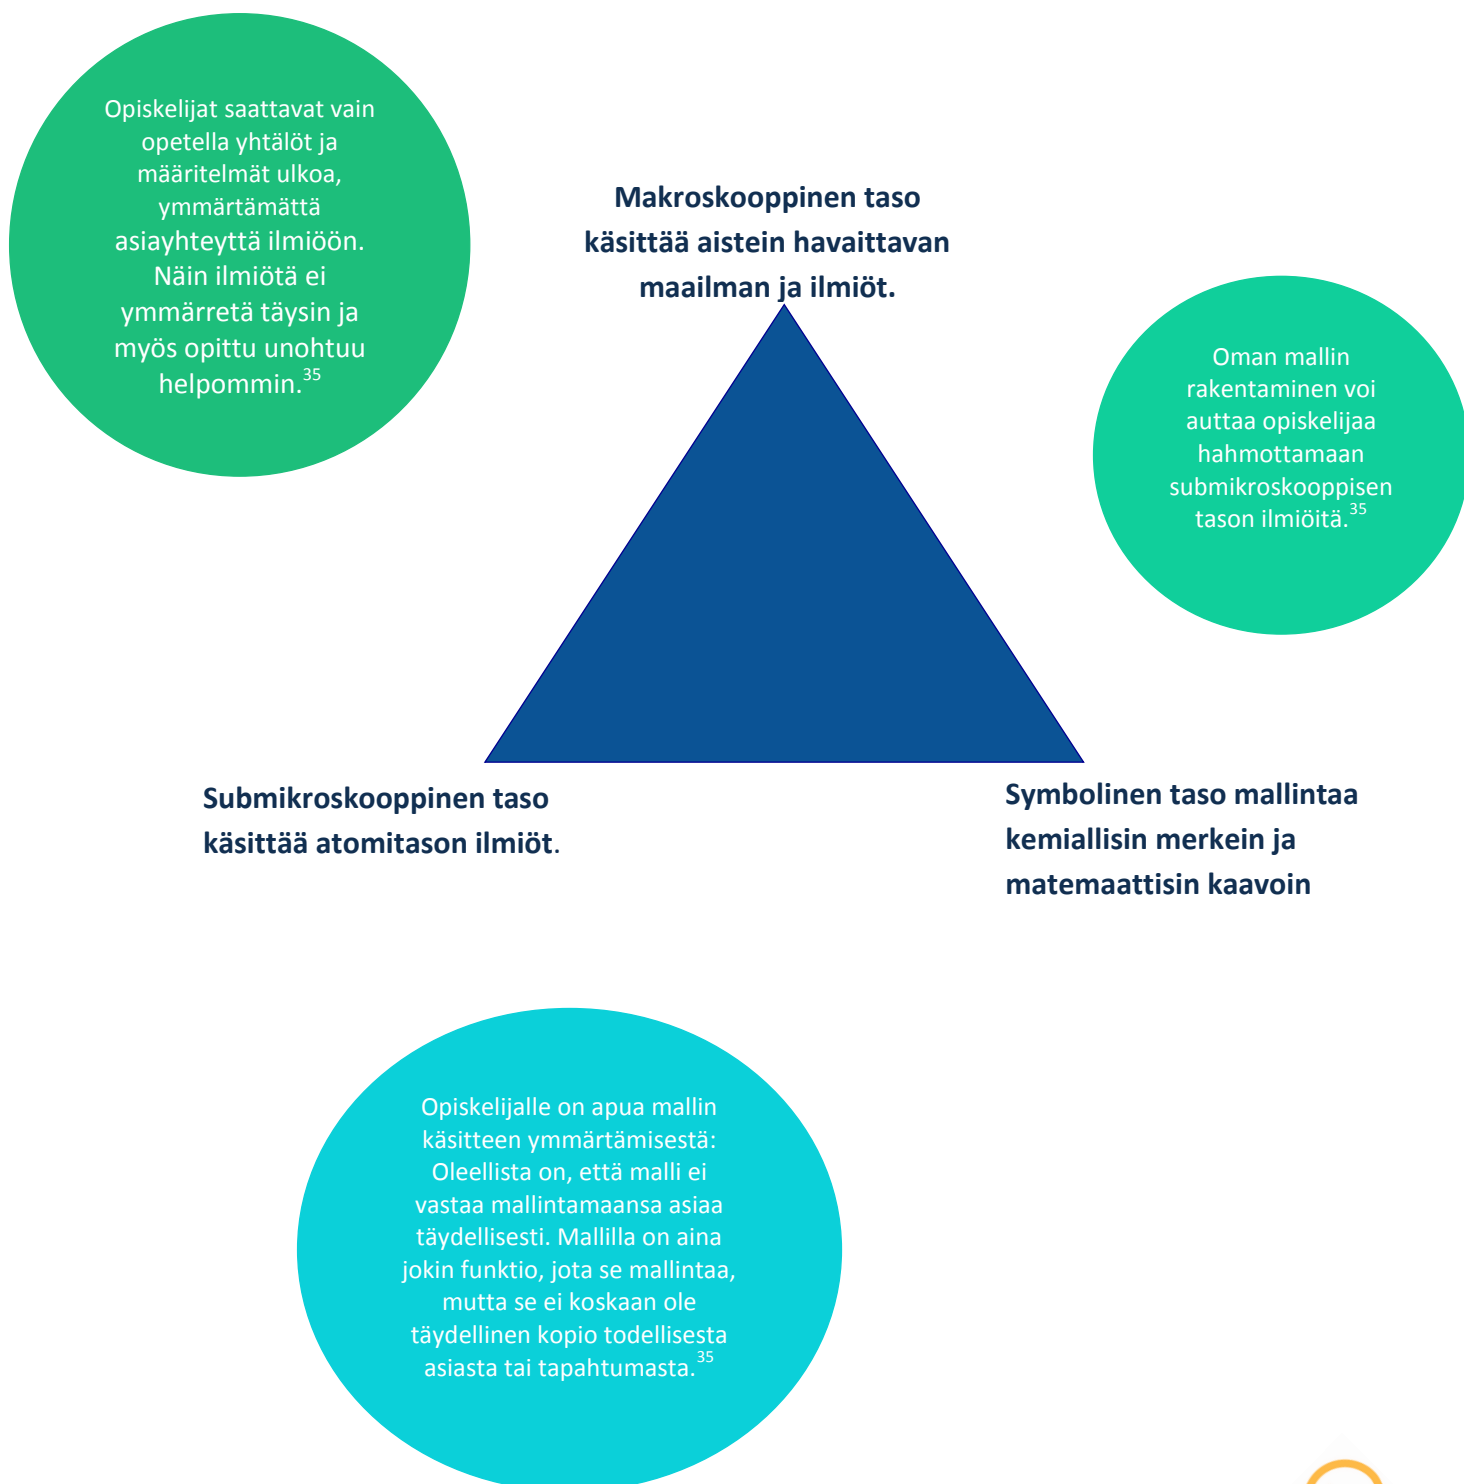 Opiskelijat saattavat vain
opetella yhtälöt ja
määritelmät ulkoa,
ymmärtämättä
asiayhteyttä ilmiöön.
Näin ilmiötä ei
ymmärretä täysin ja
myös opittu unohtuu
helpommin.35
Makroskooppinen taso
käsittää aistein havaittavan
maailman ja ilmiöt.
Oman mallin
rakentaminen voi
auttaa opiskelijaa
hahmottamaan
submikroskooppisen
tason ilmiöitä.35
Submikroskooppinen taso
käsittää atomitason ilmiöt.
Symbolinen taso mallintaa
kemiallisin merkein ja
matemaattisin kaavoin
Opiskelijalle on apua mallin
käsitteen ymmärtämisestä:
Oleellista on, että malli ei
vastaa mallintamaansa asiaa
täydellisesti. Mallilla on aina
jokin funktio, jota se mallintaa,
mutta se ei koskaan ole
täydellinen kopio todellisesta
asiasta tai tapahtumasta.35